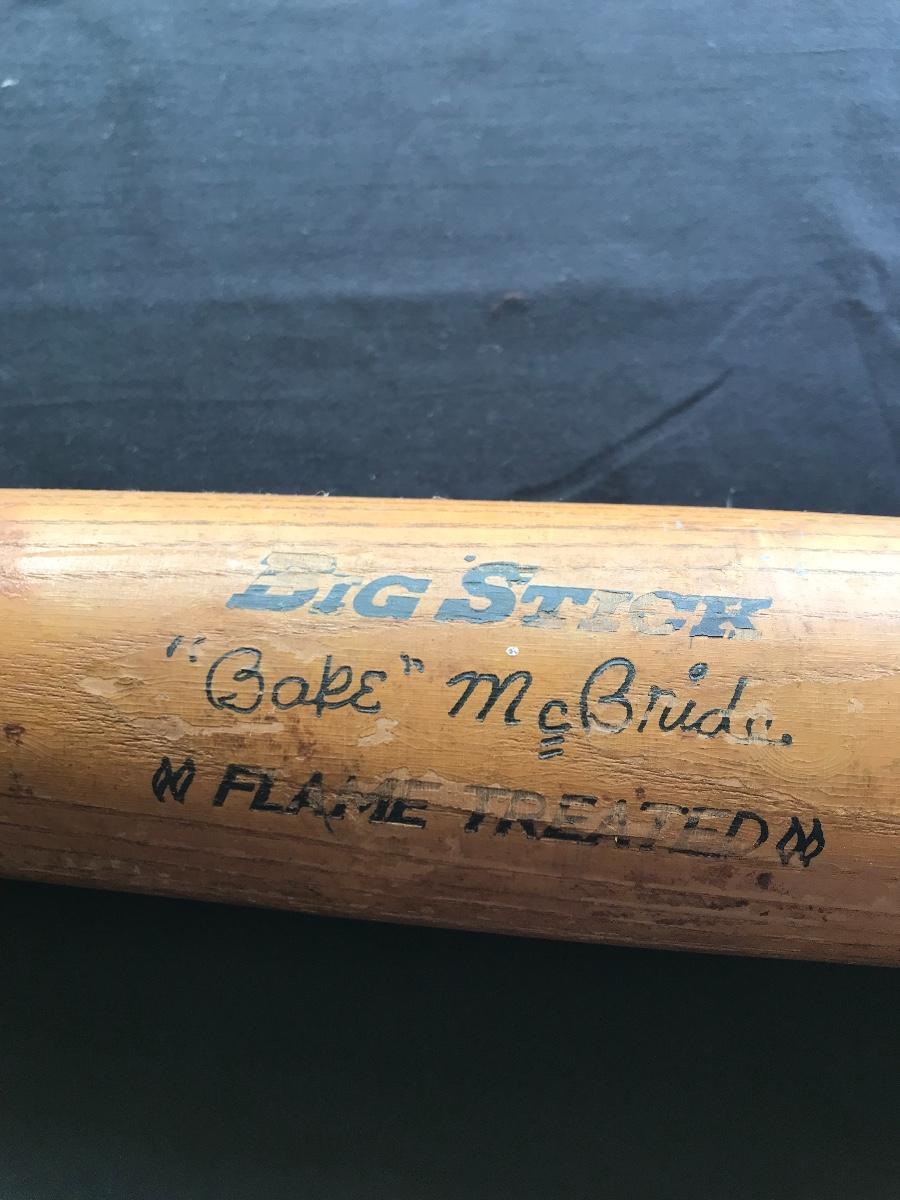 BIG STICK
"Bake" McBride
FLAME TREATED